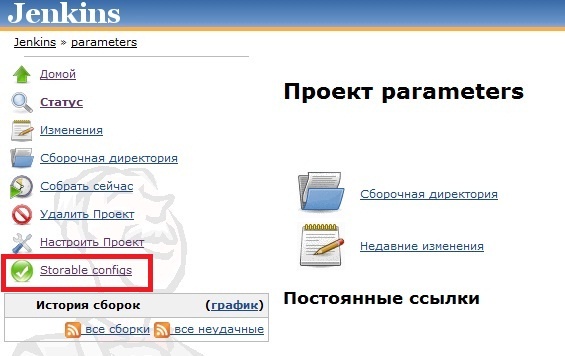 Jenkins
Jenkins » parameters
Домой
Статус
Изменения
Сборочная директория
Собрать сейчас
Удалить Проект
Настроить Проект
Storable configs
История сборок (график)
все сборки все неудачные
Проект parameters
Сборочная директория
Недавние изменения
Постоянные ссылки